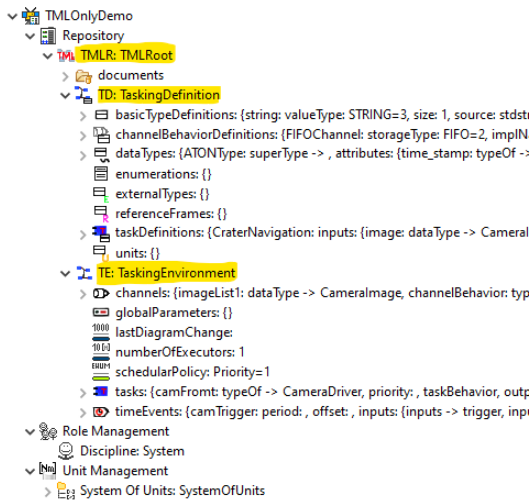 TMLOnlyDemo
Repository
TMLR: TMLRoot
documents
TD: TaskingDefinition
basicTypeDefinitions: {string: valueType: STRING=3, size: 1, source: stdst
channelBehaviorDefinitions: {FIFOChannel: storageType: FIFO=2, implN
dataTypes: {ATONType: superType -> , attributes: {time_stamp: typeOf ->
enumerations: {}
externalTypes: {}
referenceFrames: {}
taskDefinitions: {CraterNavigation: inputs: {image: dataType -> Cameral
units: {}
TE: TaskingEnvironment
channels: {imageList1: dataType -> CameraImage, channelBehavior: typ
globalParameters: {}
lastDiagramChange:
numberOfExecutors: 1
schedularPolicy: Priority=1
tasks: {camFromt: typeOf -> CameraDriver, priority: , taskBehavior, outp
timeEvents: {camTrigger: period: , offset: , inputs: {inputs -> trigger, inpu
Role Management
Discipline: System
Unit Management
System Of Units: SystemOfUnits